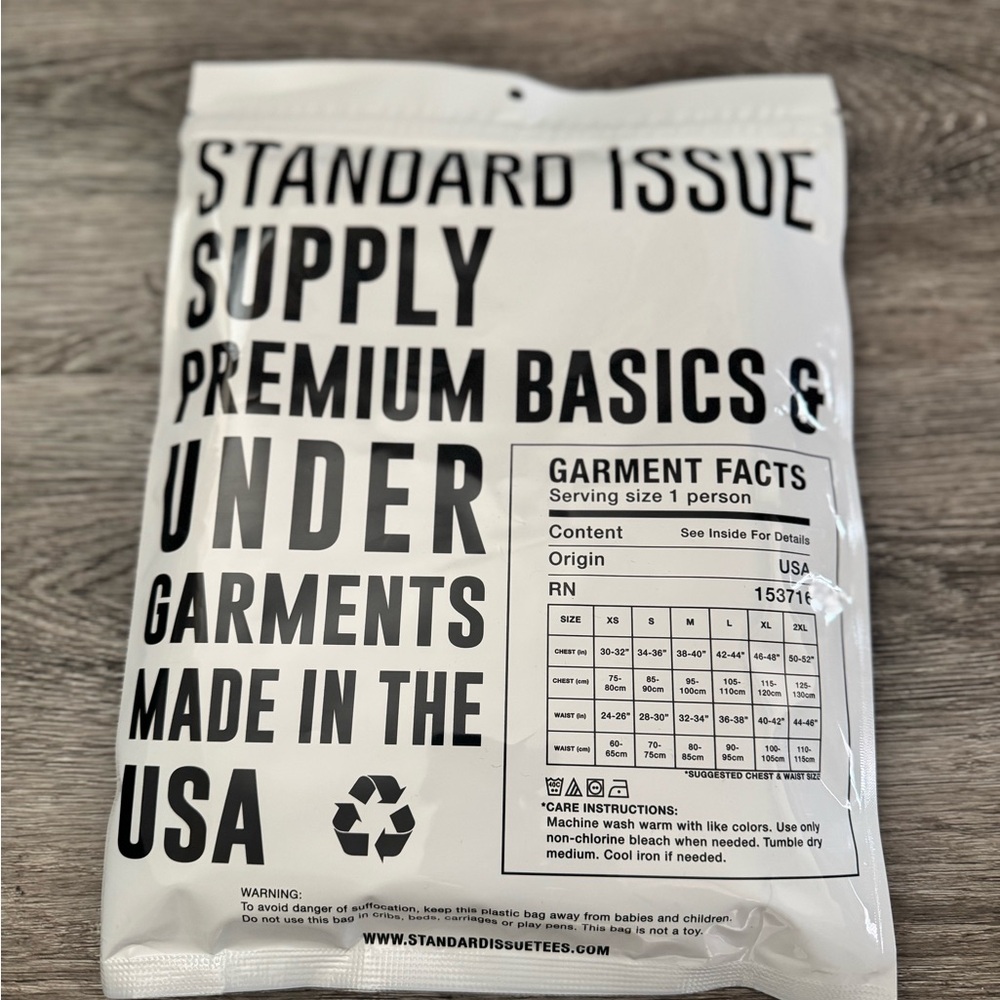 STANDARD ISSUE
SUPPLY
PREMIUM BASICS &
UNDER
GARMENTS
MADE IN THE
USA
GARMENT FACTS
Serving size 1 person
Content See Inside For Details
Origin USA
RN 153716
SIZE XS S M L XL 2XL
CHEST (in) 30-32" 34-36" 38-40" 42-44" 46-48" 50-52"
CHEST (cm) 75-80cm 85-90cm 95-100cm 105-110cm 115-120cm 125-130cm
WAIST (in) 24-26" 28-30" 32-34" 36-38" 40-42" 44-46"
WAIST (cm) 60-65cm 70-75cm 80-85cm 90-95cm 100-105cm 110-115cm
*SUGGESTED CHEST & WAIST SIZE
40C
*CARE INSTRUCTIONS:
Machine wash warm with like colors. Use only
non-chlorine bleach when needed. Tumble dry
medium. Cool iron if needed.
WARNING:
To avoid danger of suffocation, keep this plastic bag away from babies and children.
Do not use this bag in cribs, beds, carriages or play pens. This bag is not a toy.
WWW.STANDARDISSUETEES.COM